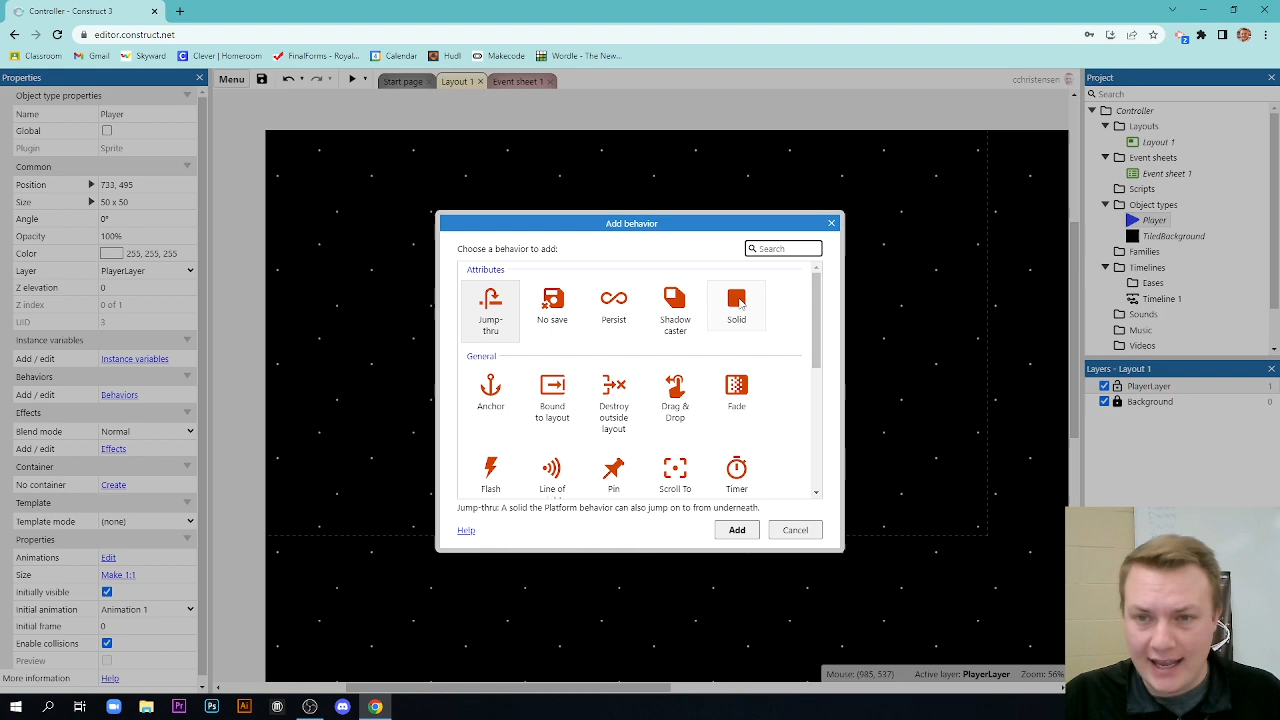 Controller - Construct 3
editor.construct.net
Classroom Gmail Skyward Clever | Homeroom FinalForms - Royal... Calendar Hudl Makecode Wordle - The New...
Properties
Menu
Start page
Layout 1
Event sheet 1
cchristensen
Project
Object type properties
Name Player
Global
Plugin Sprite
Common
Position 733, 495
Size 50 x 50
Angle 0°
Opacity 100%
Color 255, 255, 255
Layer PlayerLayer
Z elevation 0
Z index 0 of 1
UID 3
Instance variables
Add / edit Instance variables
Behaviors
Add / edit Behaviors
Effects
Blend mode Normal
Add / edit Effects
Container
No container Create
Template
Template mode (none)
Properties
Animations Edit
Size Make 1:1
Initially visible
Initial animation Animation 1
Initial frame 0
Enable collisions
Preview
More information Help
Add behavior
Choose a behavior to add:
Search
Attributes
Jump-
thru
No save
Persist
Shadow
caster
Solid
General
Anchor
Bound
to layout
Destroy
outside
layout
Drag &
Drop
Fade
Flash
Line of
Pin
Scroll To
Timer
Jump-thru: A solid the Platform behavior can also jump on to from underneath.
Help
Add
Cancel
Search
Controller
Layouts
Layout 1
Event sheets
Event sheet 1
Scripts
Object types
Player
TiledBackground
Families
Timelines
Eases
Timeline 1
Sounds
Music
Videos
Layers - Layout 1
PlayerLayer 1
Background 0
Mouse: (985, 537) Active layer: PlayerLayer Zoom: 56%